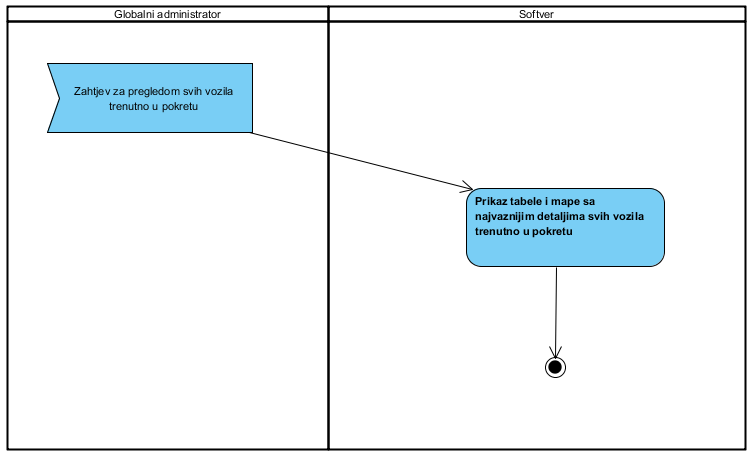 Globalni administrator
Softver
Zahtjev za pregledom svih vozila
trenutno u pokretu
Prikaz tabele i mape sa
najvaznijim detaljima svih vozila
trenutno u pokretu